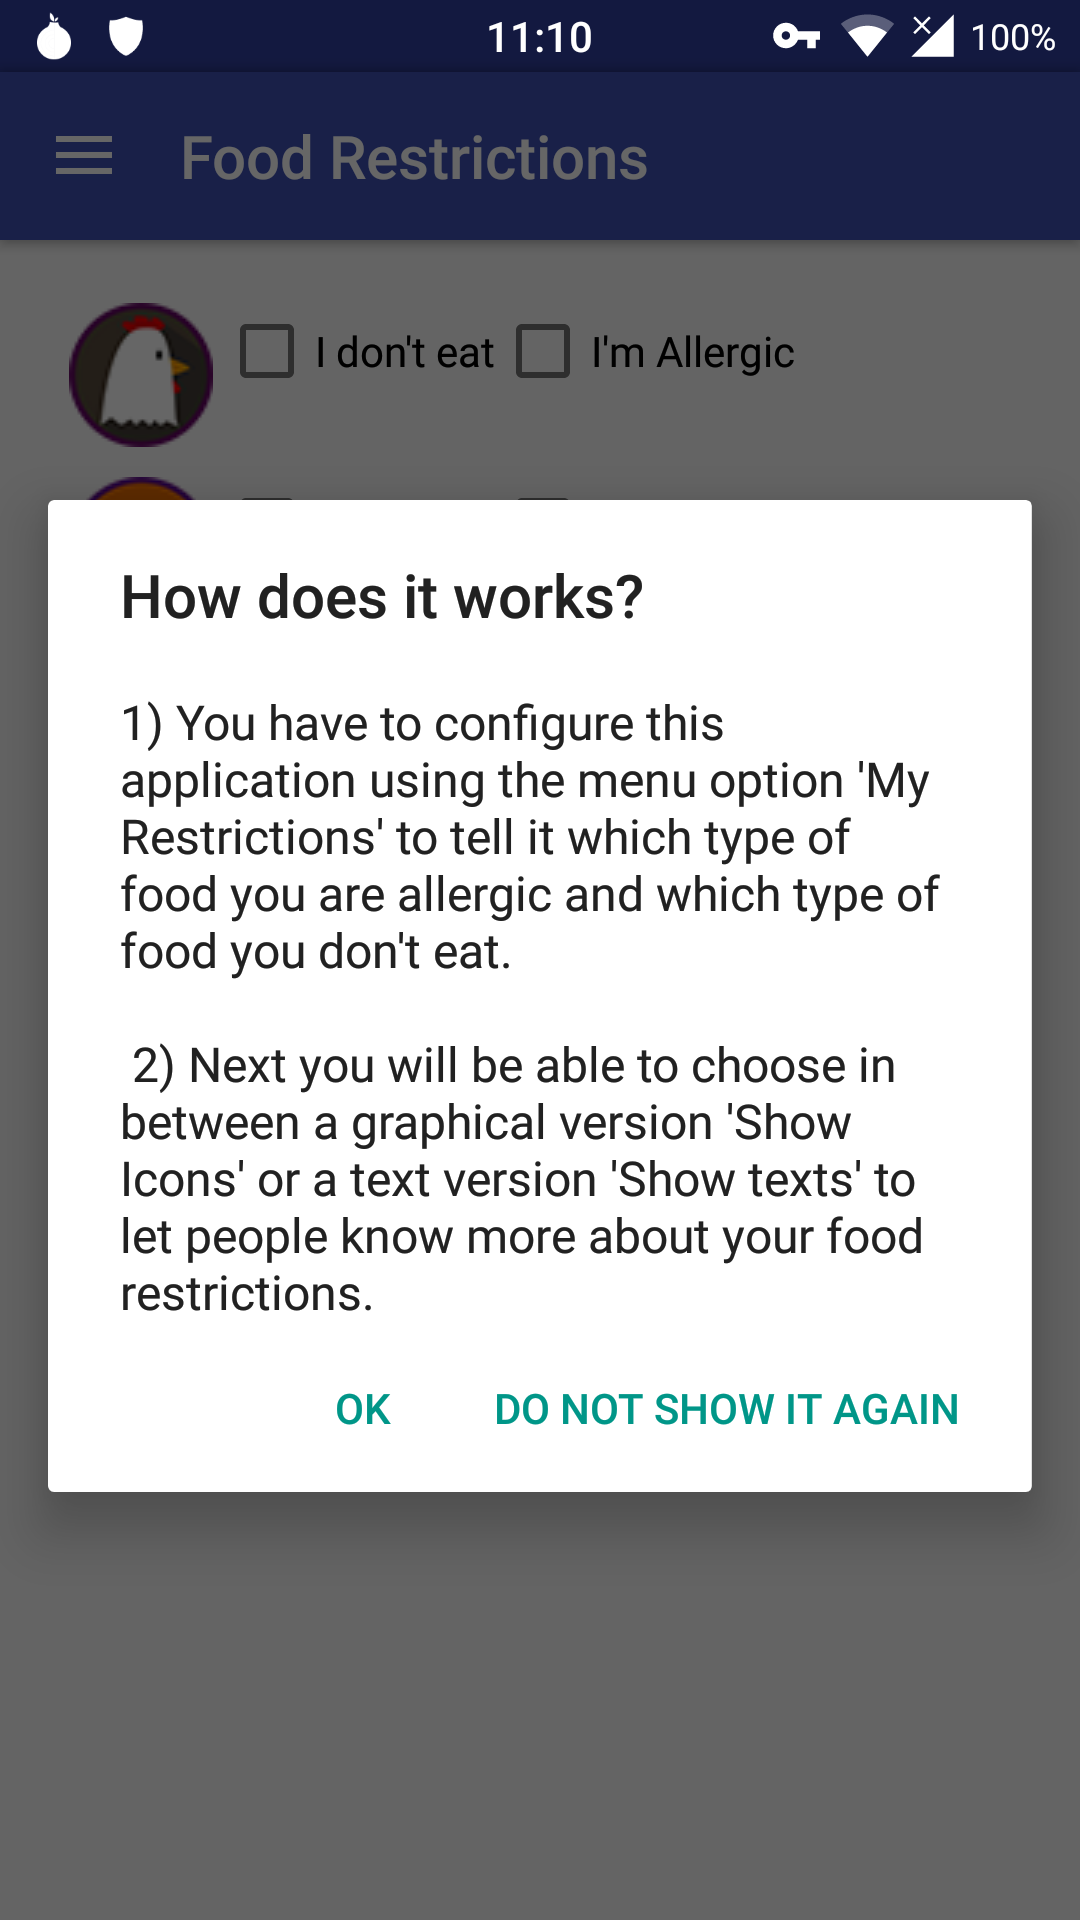 11:10
100%
Food Restrictions
I don't eat
I'm Allergic
How does it works?
1) You have to configure this
application using the menu option 'My
Restrictions' to tell it which type of
food you are allergic and which type of
food you don't eat.
2) Next you will be able to choose in
between a graphical version 'Show
Icons' or a text version 'Show texts' to
let people know more about your food
restrictions.
OK
DO NOT SHOW IT AGAIN